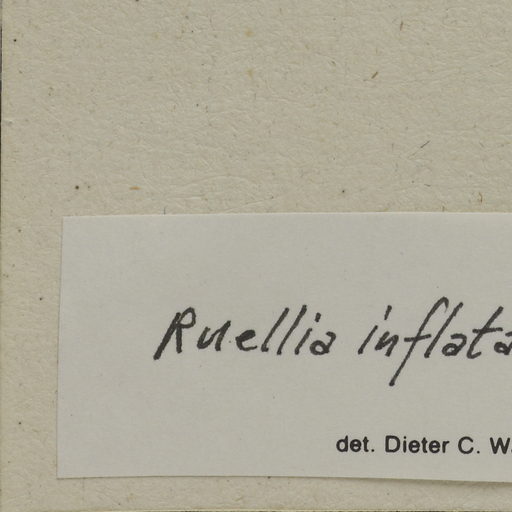 Ruellia inflata
det. Dieter C.